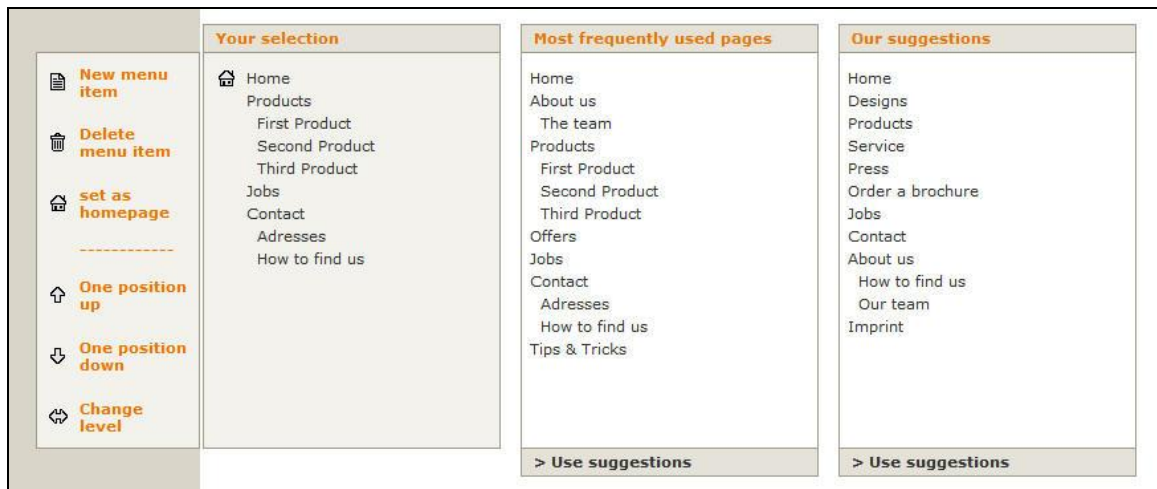 New menu
item
Delete
menu item
set as
homepage
------------
One position
up
One position
down
Change
level
Your selection
Home
Products
First Product
Second Product
Third Product
Jobs
Contact
Adresses
How to find us
Most frequently used pages
Home
About us
The team
Products
First Product
Second Product
Third Product
Offers
Jobs
Contact
Adresses
How to find us
Tips & Tricks
> Use suggestions
Our suggestions
Home
Designs
Products
Service
Press
Order a brochure
Jobs
Contact
About us
How to find us
Our team
Imprint
> Use suggestions